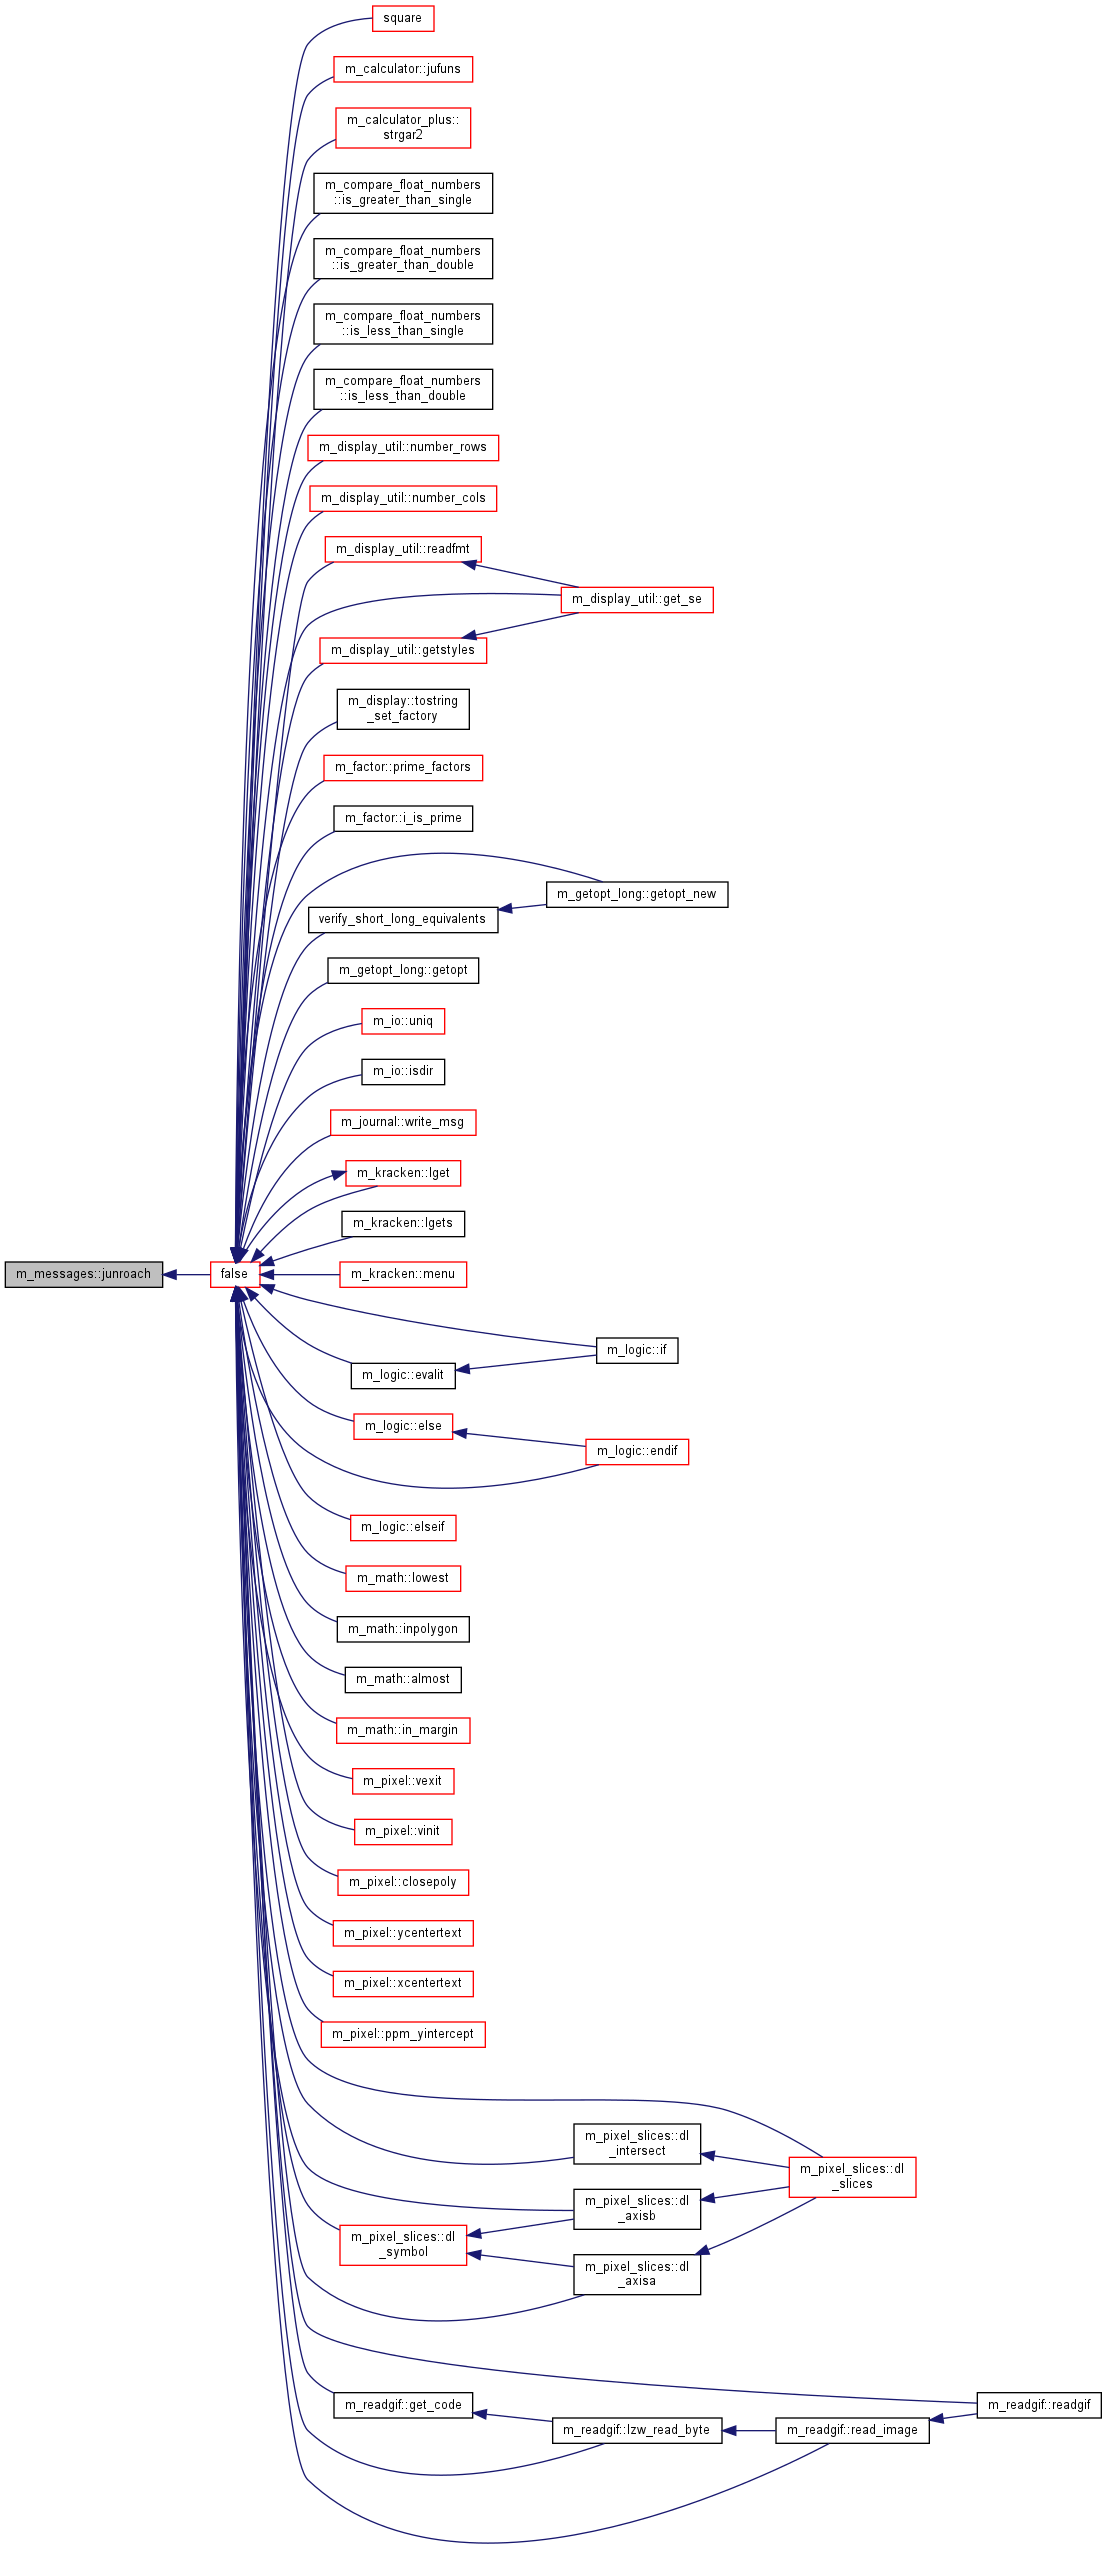 square
m_calculator::jufuns
m_calculator_plus::
strgar2
m_compare_float_numbers
::is_greater_than_single
m_compare_float_numbers
::is_greater_than_double
m_compare_float_numbers
::is_less_than_single
m_compare_float_numbers
::is_less_than_double
m_display_util::number_rows
m_display_util::number_cols
m_display_util::readfmt
m_display_util::get_se
m_display_util::getstyles
m_display::tostring
_set_factory
m_factor::prime_factors
m_factor::i_is_prime
m_getopt_long::getopt_new
verify_short_long_equivalents
m_getopt_long::getopt
m_io::uniq
m_io::isdir
m_journal::write_msg
m_kracken::lget
m_kracken::lgets
m_messages::junroach
false
m_kracken::menu
m_logic::if
m_logic::evalit
m_logic::else
m_logic::endif
m_logic::elseif
m_math::lowest
m_math::inpolygon
m_math::almost
m_math::in_margin
m_pixel::vexit
m_pixel::vinit
m_pixel::closepoly
m_pixel::ycentertext
m_pixel::xcentertext
m_pixel::ppm_yintercept
m_pixel_slices::dl
_intersect
m_pixel_slices::dl
_slices
m_pixel_slices::dl
_axisb
m_pixel_slices::dl
_symbol
m_pixel_slices::dl
_axisa
m_readgif::get_code
m_readgif::readgif
m_readgif::lzw_read_byte
m_readgif::read_image